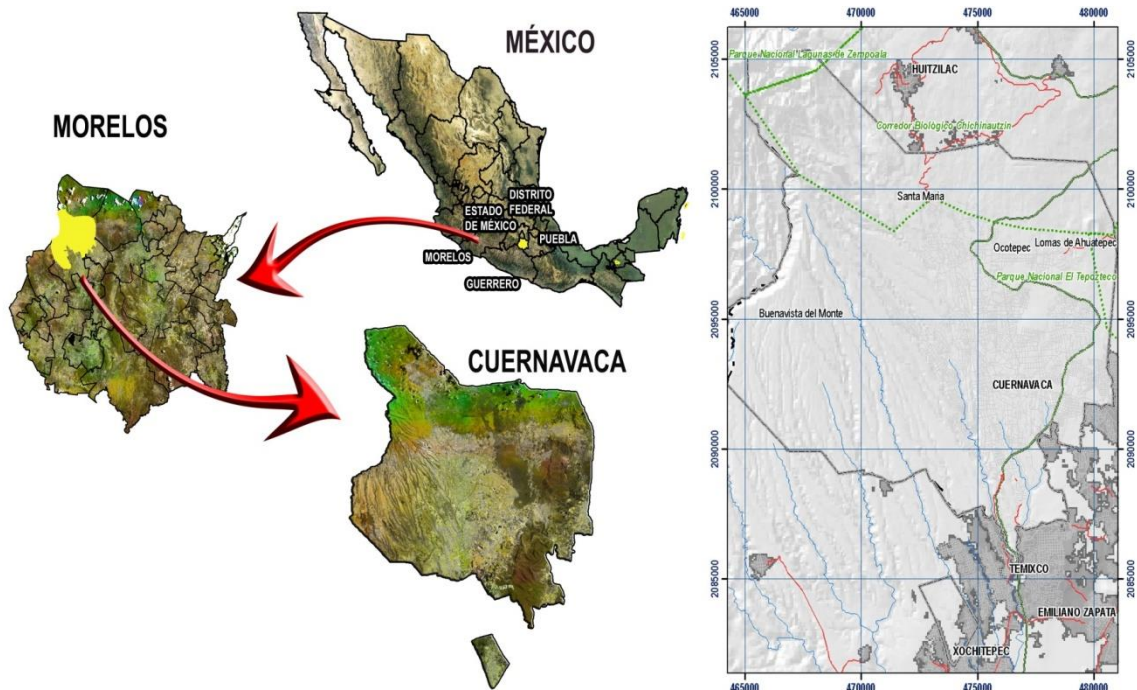 MÉXICO
MORELOS
DISTRITO
FEDERAL
ESTADO
DE MÉXICO
PUEBLA
MORELOS
GUERRERO
CUERNAVACA
465000
470000
475000
480000
2105000
2100000
2095000
2090000
2085000
Parque Nacional Lagunas de Zempoala
HUITZILAC
Corredor Biológico Chichinautzin
Santa María
Ocotepec
Lomas de Ahuatepec
Parque Nacional El Tepozteco
Buenavista del Monte
CUERNAVACA
TEMIXCO
EMILIANO ZAPATA
XOCHITEPEC
2105000
2100000
2095000
2090000
2085000
465000
470000
475000
480000